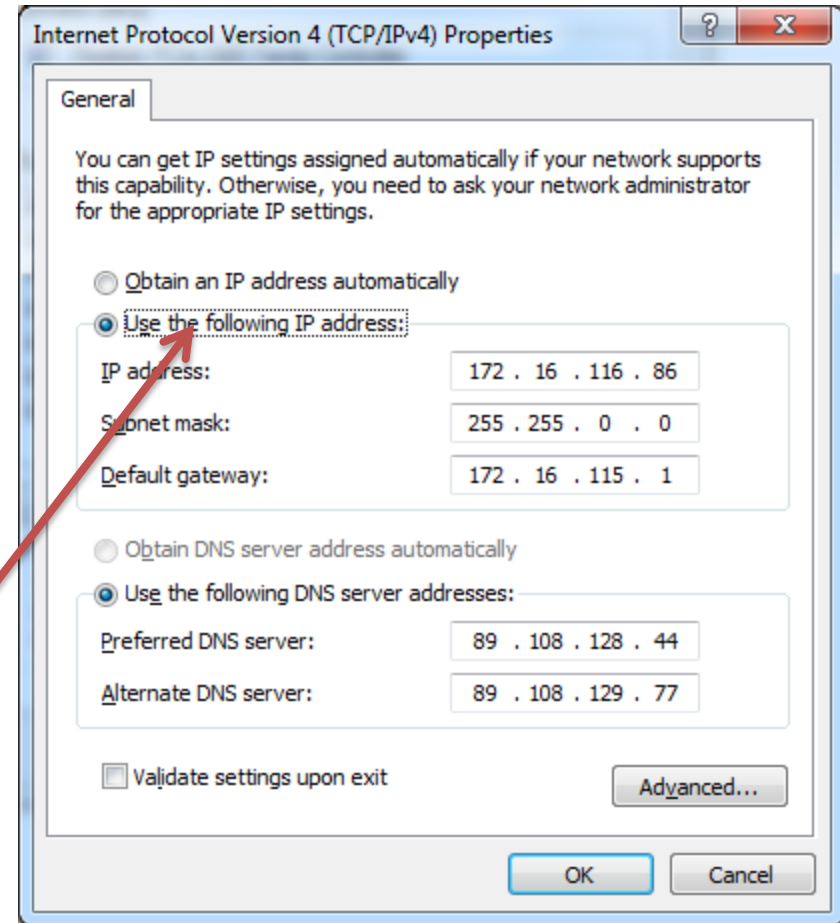 Internet Protocol Version 4 (TCP/IPv4) Properties
General
You can get IP settings assigned automatically if your network supports
this capability. Otherwise, you need to ask your network administrator
for the appropriate IP settings.
Obtain an IP address automatically
Use the following IP address:
IP address: 172 . 16 . 116 . 86
Subnet mask: 255 . 255 . 0 . 0
Default gateway: 172 . 16 . 115 . 1
Obtain DNS server address automatically
Use the following DNS server addresses:
Preferred DNS server: 89 . 108 . 128 . 44
Alternate DNS server: 89 . 108 . 129 . 77
Validate settings upon exit
Advanced...
OK Cancel